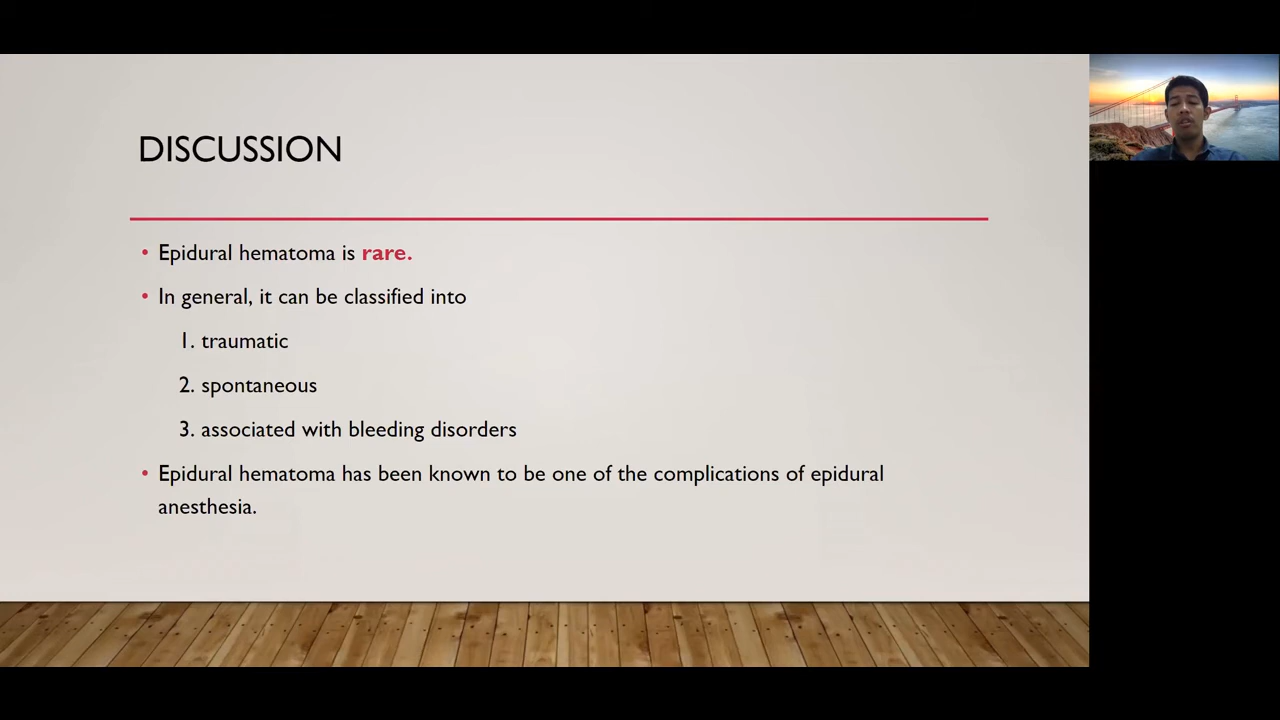 DISCUSSION
• Epidural hematoma is rare.
• In general, it can be classified into
1. traumatic
2. spontaneous
3. associated with bleeding disorders
• Epidural hematoma has been known to be one of the complications of epidural
anesthesia.